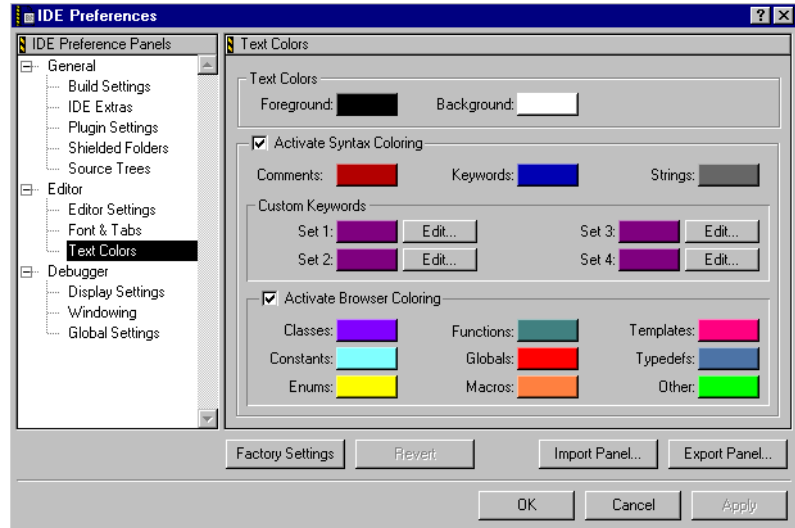 IDE Preferences
IDE Preference Panels
General
Build Settings
IDE Extras
Plugin Settings
Shielded Folders
Source Trees
Editor
Editor Settings
Font & Tabs
Text Colors
Debugger
Display Settings
Windowing
Global Settings
Text Colors
Text Colors
Foreground: Background:
Activate Syntax Coloring
Comments: Keywords: Strings:
Custom Keywords
Set 1: Edit... Set 3: Edit...
Set 2: Edit... Set 4: Edit...
Activate Browser Coloring
Classes: Functions: Templates:
Constants: Globals: Typedefs:
Enums: Macros: Other:
Factory Settings Revert Import Panel... Export Panel...
OK Cancel Apply